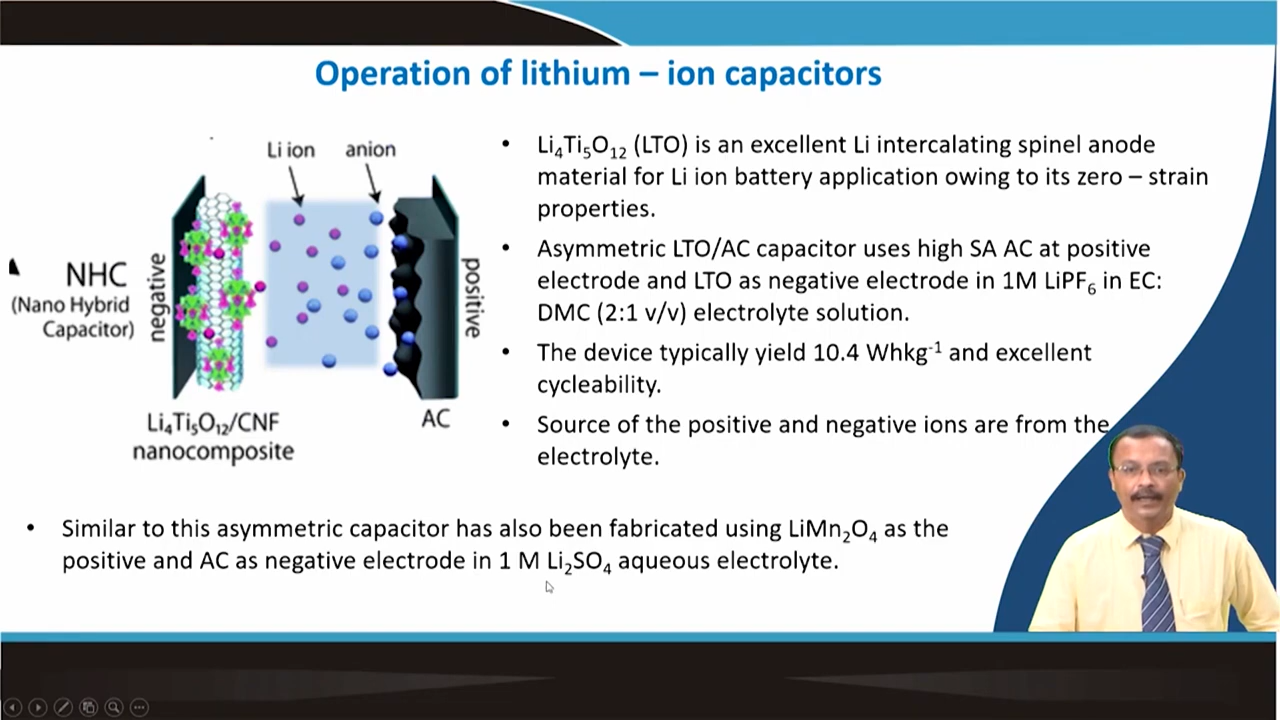 Operation of lithium – ion capacitors
Li ion anion
NHC
(Nano Hybrid
Capacitor)
negative
positive
Li₄Ti₅O₁₂/CNF
nanocomposite
AC
• Li₄Ti₅O₁₂ (LTO) is an excellent Li intercalating spinel anode
material for Li ion battery application owing to its zero – strain
properties.
• Asymmetric LTO/AC capacitor uses high SA AC at positive
electrode and LTO as negative electrode in 1M LiPF₆ in EC:
DMC (2:1 v/v) electrolyte solution.
• The device typically yield 10.4 Whkg⁻¹ and excellent
cycleability.
• Source of the positive and negative ions are from the
electrolyte.
• Similar to this asymmetric capacitor has also been fabricated using LiMn₂O₄ as the
positive and AC as negative electrode in 1 M Li₂SO₄ aqueous electrolyte.